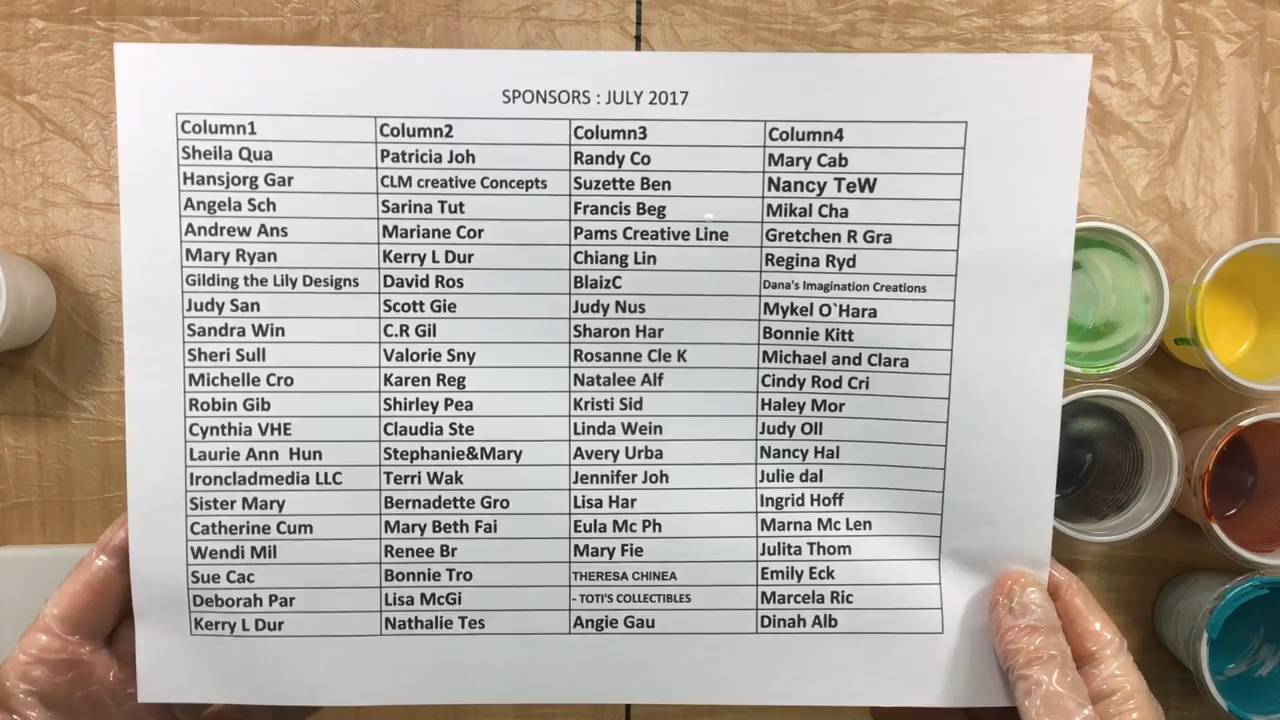 SPONSORS : JULY 2017
Column1 Column2 Column3 Column4
Sheila Qua Patricia Joh Randy Co Mary Cab
Hansjorg Gar CLM creative Concepts Suzette Ben Nancy TeW
Angela Sch Sarina Tut Francis Beg Mikal Cha
Andrew Ans Mariane Cor Pams Creative Line Gretchen R Gra
Mary Ryan Kerry L Dur Chiang Lin Regina Ryd
Gilding the Lily Designs David Ros BlaizC Dana's Imagination Creations
Judy San Scott Gie Judy Nus Mykel O`Hara
Sandra Win C.R Gil Sharon Har Bonnie Kitt
Sheri Sull Valorie Sny Rosanne Cle K Michael and Clara
Michelle Cro Karen Reg Natalee Alf Cindy Rod Cri
Robin Gib Shirley Pea Kristi Sid Haley Mor
Cynthia VHE Claudia Ste Linda Wein Judy Oll
Laurie Ann  Hun Stephanie&Mary Avery Urba Nancy Hal
Ironcladmedia LLC Terri Wak Jennifer Joh Julie dal
Sister Mary Bernadette Gro Lisa Har Ingrid Hoff
Catherine Cum Mary Beth Fai Eula Mc Ph Marna Mc Len
Wendi Mil Renee Br Mary Fie Julita Thom
Sue Cac Bonnie Tro THERESA CHINEA Emily Eck
Deborah Par Lisa McGi - TOTI'S COLLECTIBLES Marcela Ric
Kerry L Dur Nathalie Tes Angie Gau Dinah Alb